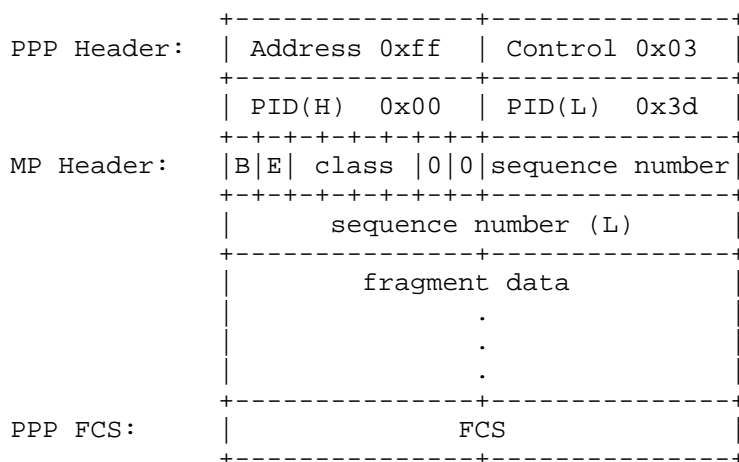 +---------------+---------------+
PPP Header:  | Address 0xff  | Control 0x03  |
             +---------------+---------------+
             | PID(H)  0x00  | PID(L)  0x3d  |
             +-+-+-+-+-+-+-+-+---------------+
MP Header:   |B|E| class |0|0|sequence number|
             +-+-+-+-+-+-+-+-+---------------+
             |      sequence number (L)      |
             +---------------+---------------+
             |        fragment data          |
             |               .               |
             |               .               |
             |               .               |
             +---------------+---------------+
PPP FCS:     |              FCS              |
             +---------------+---------------+